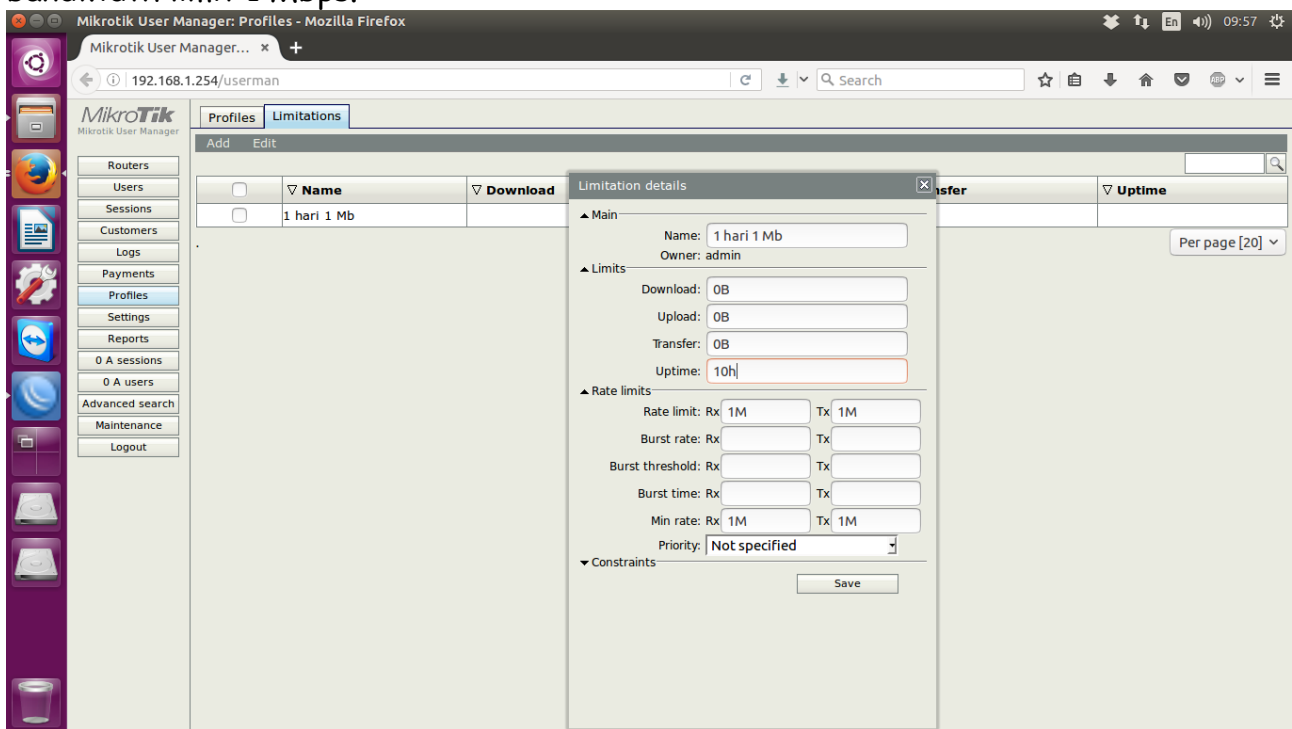 bandwidth limit 1 Mbps.
Mikrotik User Manager: Profiles - Mozilla Firefox
En
09:57
Mikrotik User Manager...
192.168.1.254/userman
Search
ABP
MikroTik
Mikrotik User Manager
Profiles
Limitations
Add Edit
Routers
Users
Sessions
Customers
Logs
Payments
Profiles
Settings
Reports
0 A sessions
0 A users
Advanced search
Maintenance
Logout
▽ Name ▽ Download nsfer ▽ Uptime
1 hari 1 Mb
.
Per page [20]
Limitation details
Main
Name: 1 hari 1 Mb
Owner: admin
Limits
Download: 0B
Upload: 0B
Transfer: 0B
Uptime: 10h
Rate limits
Rate limit: Rx 1M Tx 1M
Burst rate: Rx Tx
Burst threshold: Rx Tx
Burst time: Rx Tx
Min rate: Rx 1M Tx 1M
Priority: Not specified
Constraints
Save